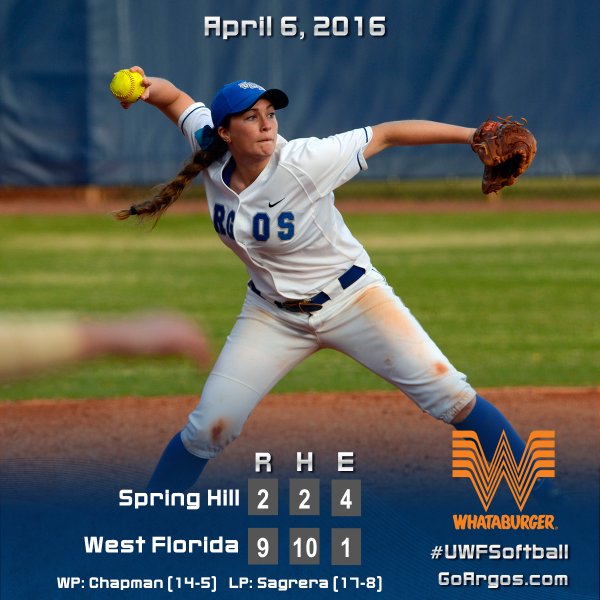 April 6, 2016
RGOS
R H E
Spring Hill 2 2 4
West Florida 9 10 1
WP: Chapman (14-5) LP: Sagrera (17-8)
WHATABURGER
#UWFSoftball
GoArgos.com